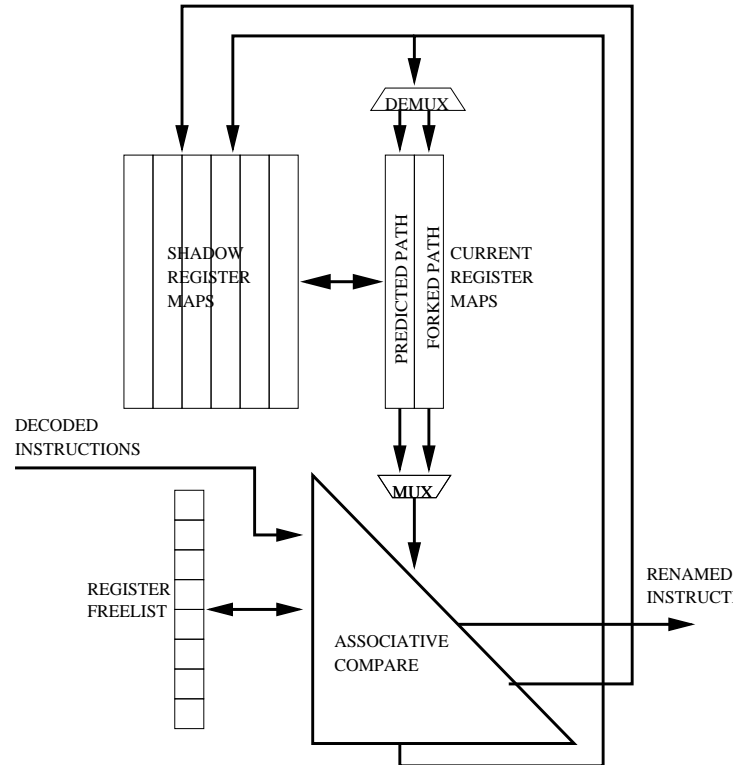 DEMUX
SHADOW
REGISTER
MAPS
PREDICTED PATH
FORKED PATH
CURRENT
REGISTER
MAPS
DECODED
INSTRUCTIONS
MUX
REGISTER
FREELIST
ASSOCIATIVE
COMPARE
RENAMED
INSTRUCTI